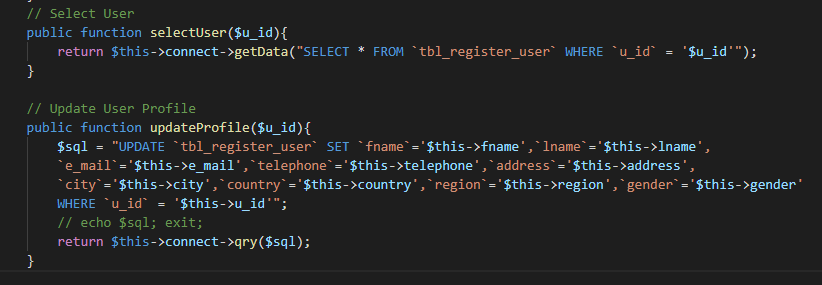 // Select User
public function selectUser($u_id){
return $this->connect->getData("SELECT * FROM `tbl_register_user` WHERE `u_id` = '$u_id'");
}
// Update User Profile
public function updateProfile($u_id){
$sql = "UPDATE `tbl_register_user` SET `fname`='$this->fname',`lname`='$this->lname',
`e_mail`='$this->e_mail',`telephone`='$this->telephone',`address`='$this->address',
`city`='$this->city',`country`='$this->country',`region`='$this->region',`gender`='$this->gender'
WHERE `u_id` = '$this->u_id'";
// echo $sql; exit;
return $this->connect->qry($sql);
}